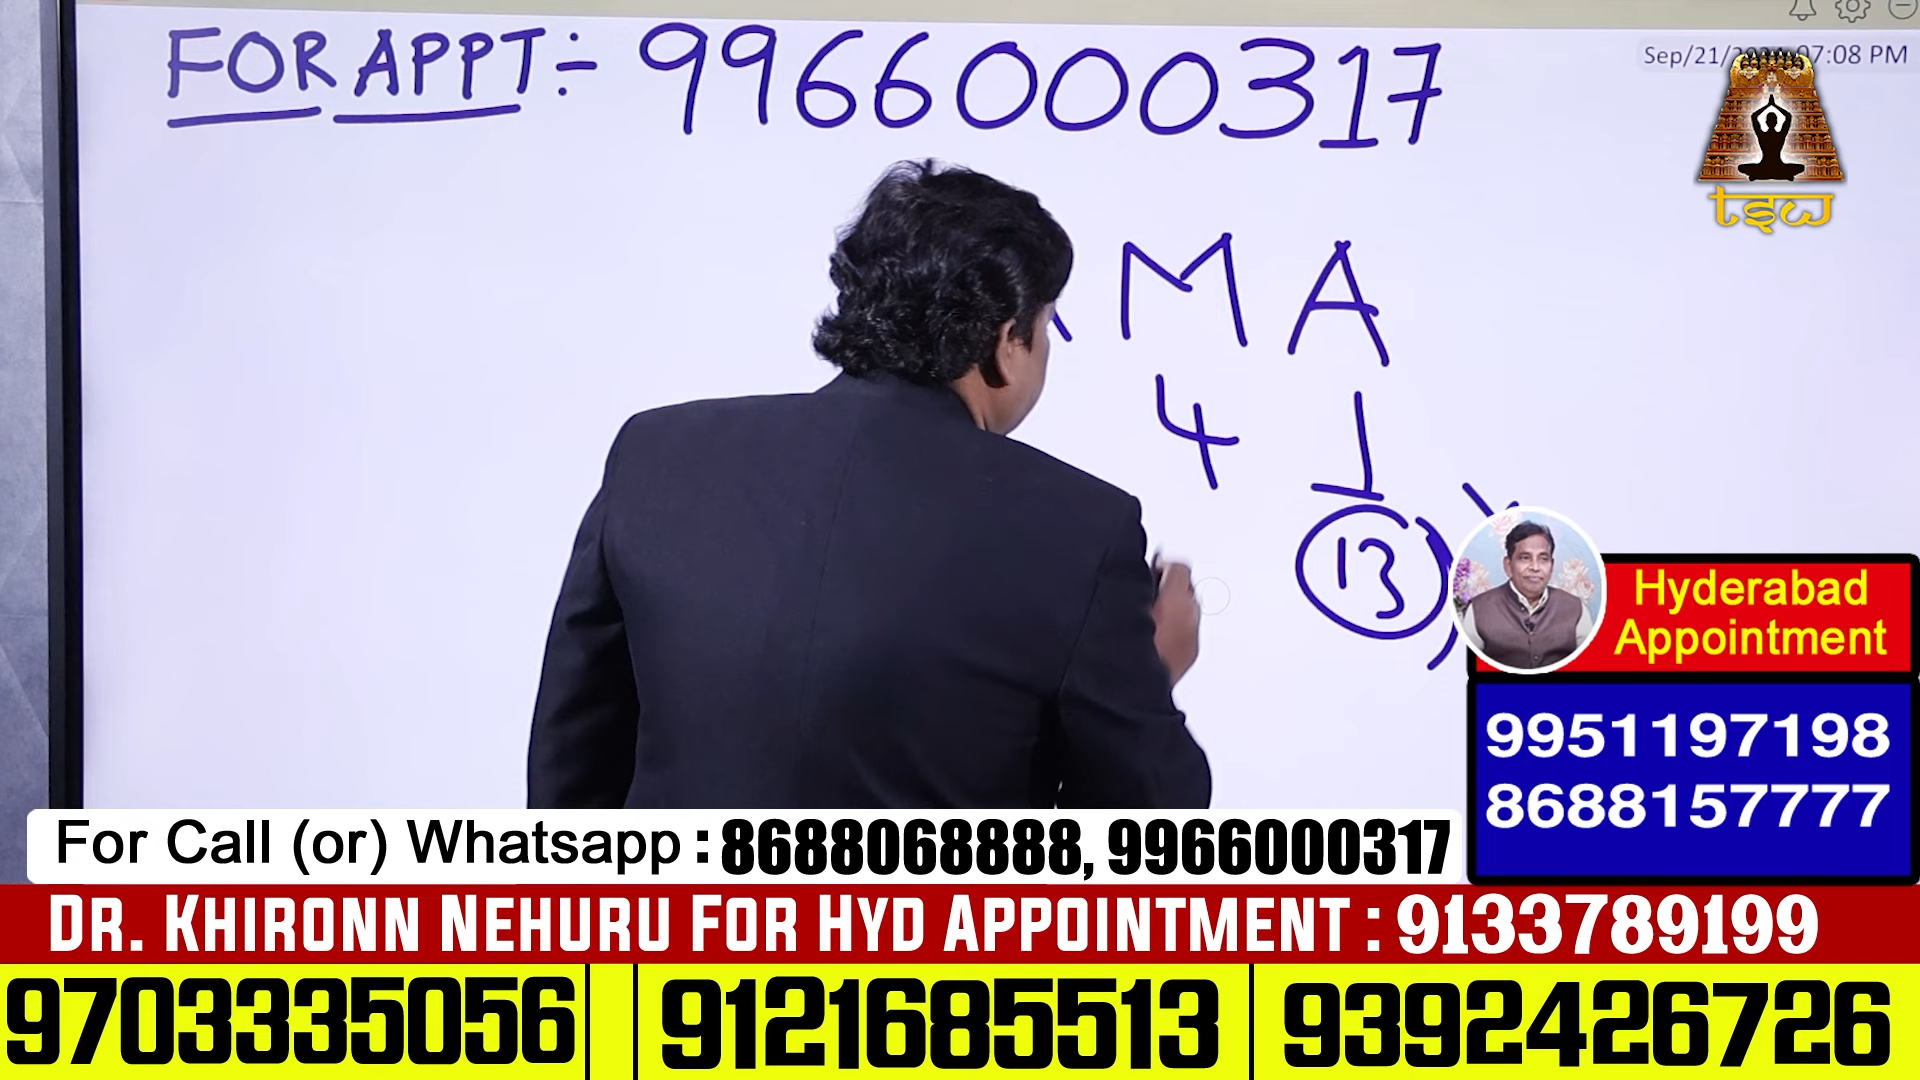 FOR APPT:- 9966000317
Sep/21/
07:08 PM
tsw
MA
4 1
13
Hyderabad
Appointment
9951197198
8688157777
For Call (or) Whatsapp : 8688068888, 9966000317
DR. KHIRONN NEHURU FOR HYD APPOINTMENT : 9133789199
9703335056 9121685513 9392426726